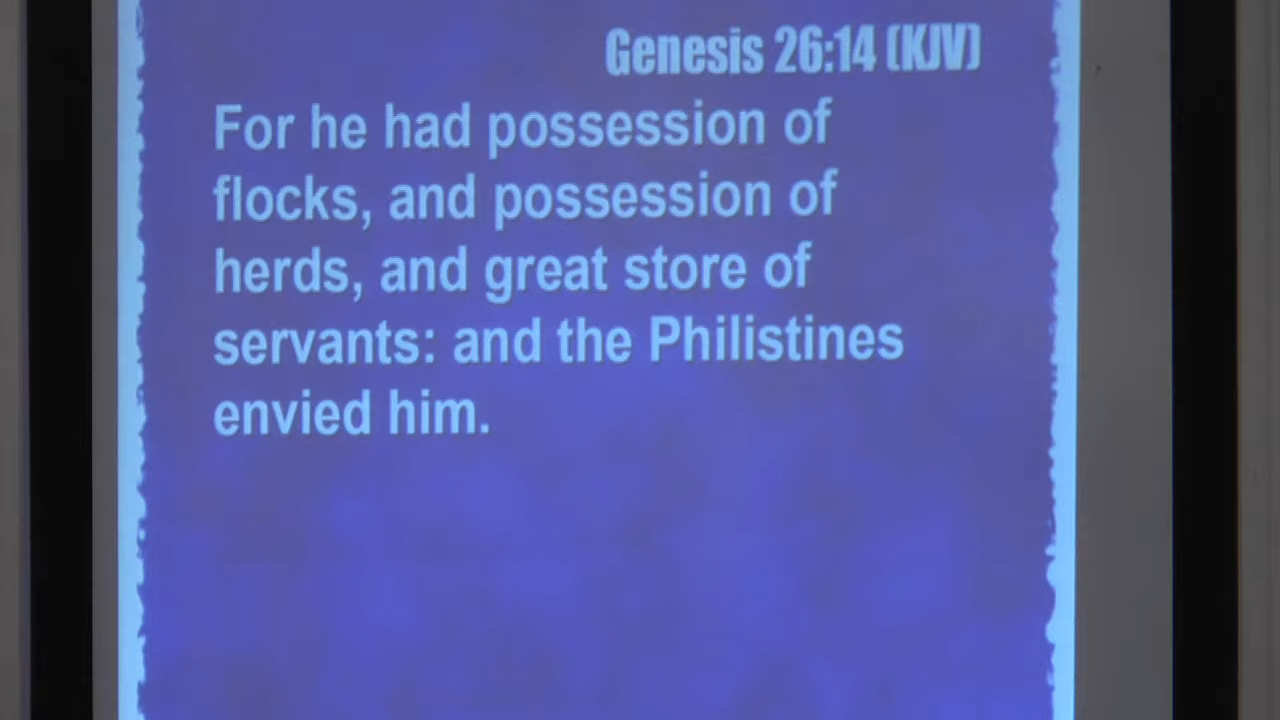 Genesis 26:14 (KJV)
For he had possession of
flocks, and possession of
herds, and great store of
servants: and the Philistines
envied him.